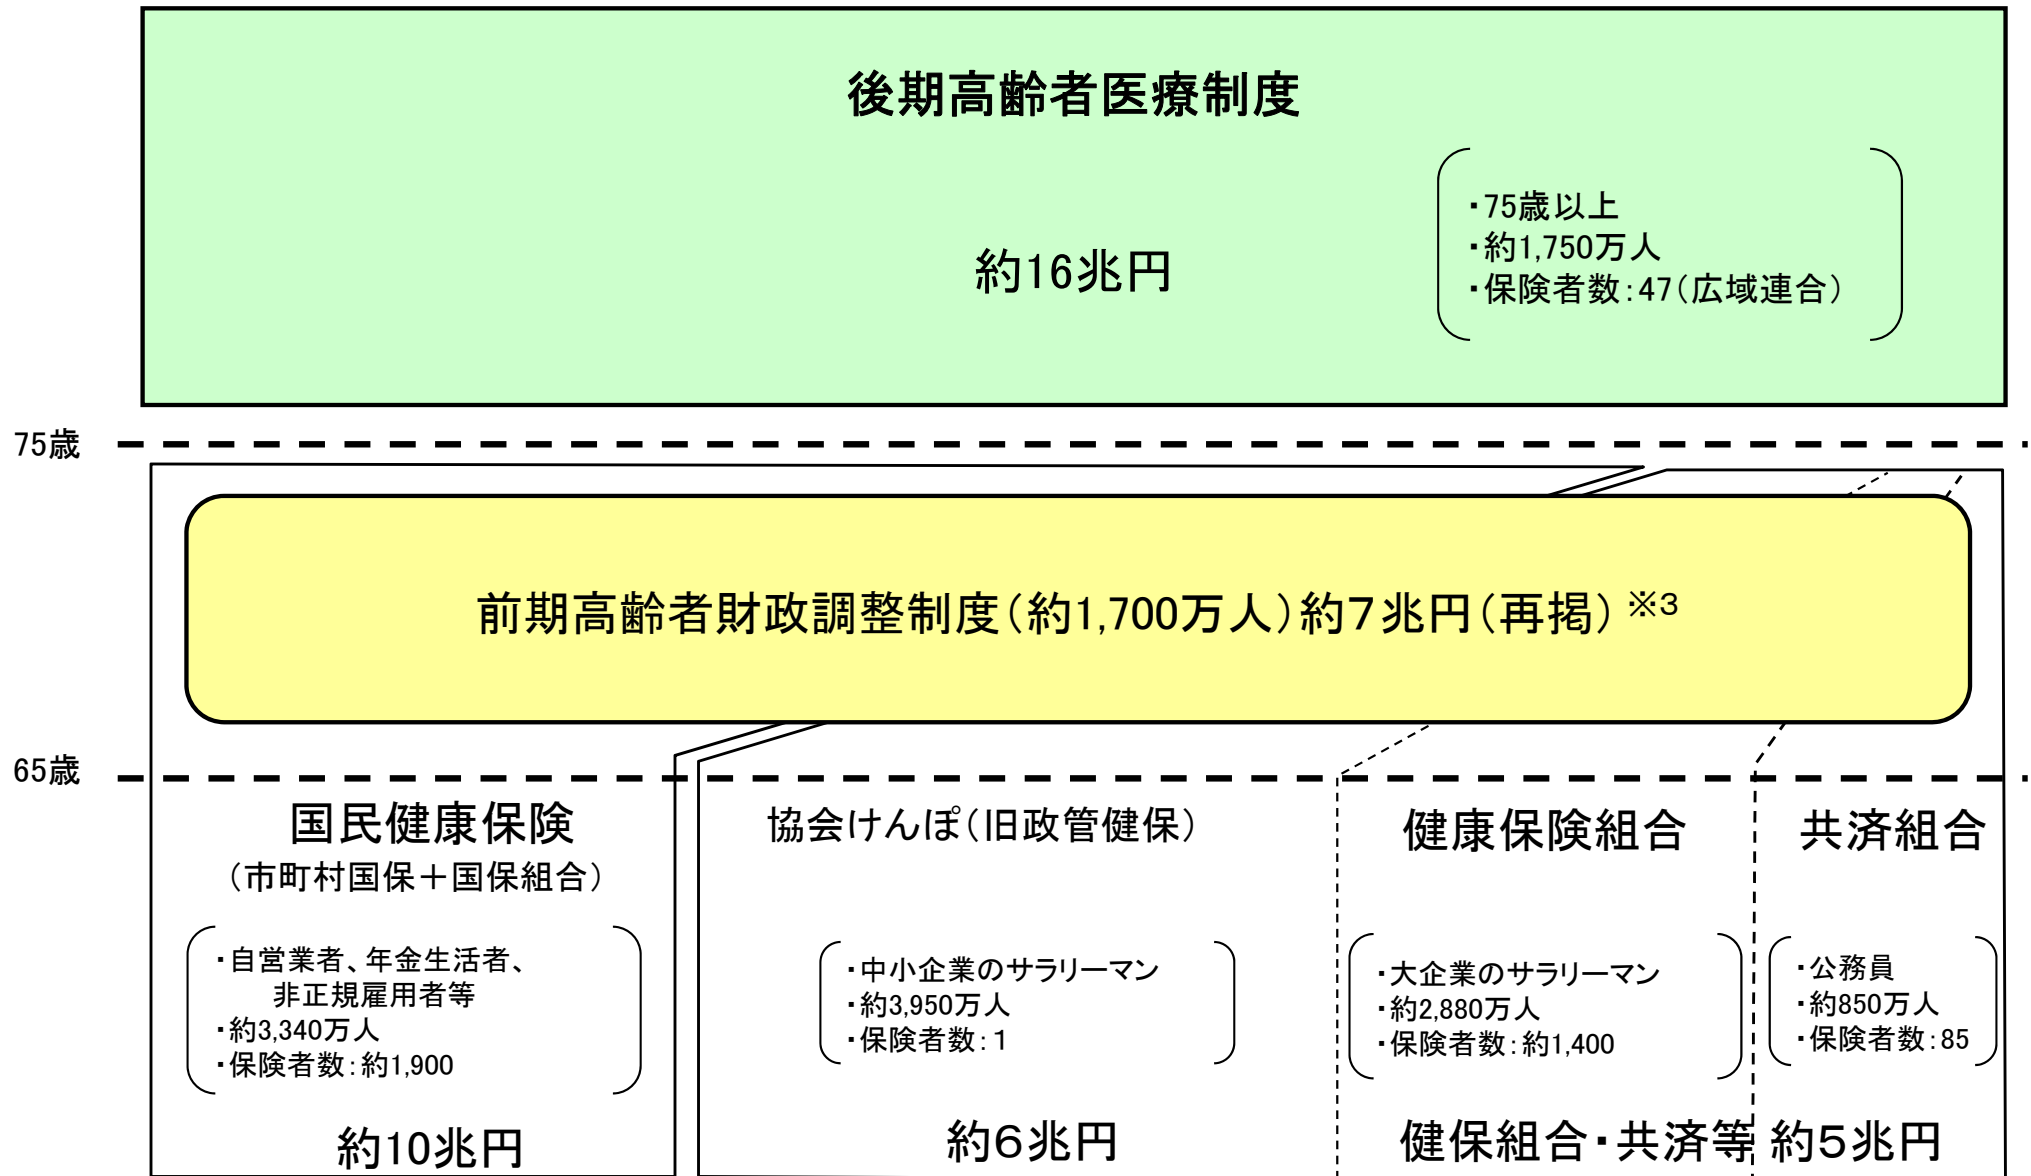 後期高齢者医療制度
約16兆円
・75歳以上
・約1,750万人
・保険者数：47（広域連合）
75歳
前期高齢者財政調整制度（約1,700万人）約７兆円（再掲）※3
65歳
国民健康保険
（市町村国保＋国保組合）
・自営業者、年金生活者、
非正規雇用者等
・約3,340万人
・保険者数：約1,900
約10兆円
協会けんぽ（旧政管健保）
・中小企業のサラリーマン
・約3,950万人
・保険者数：１
約６兆円
健康保険組合
・大企業のサラリーマン
・約2,880万人
・保険者数：約1,400
共済組合
・公務員
・約850万人
・保険者数：85
健保組合・共済等 約５兆円